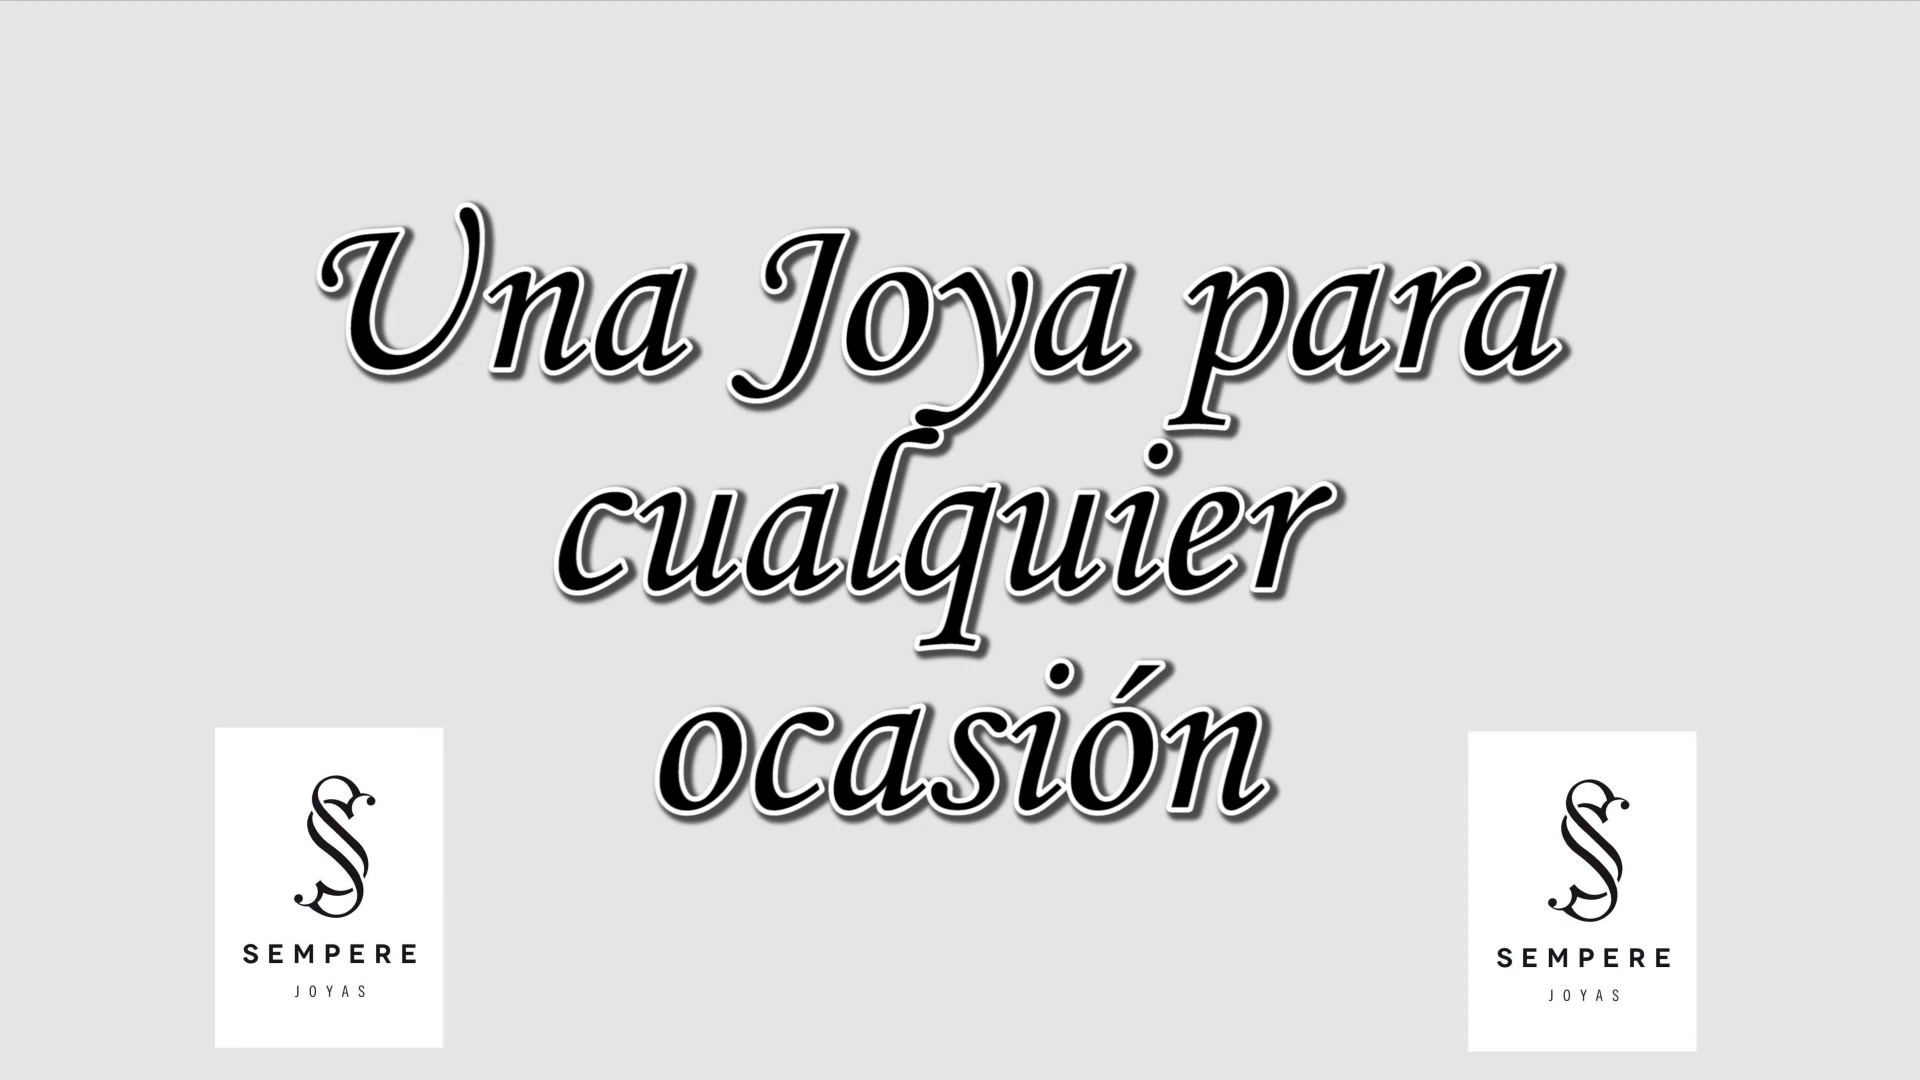 Una Joya para
cualquier
ocasión
SEMPERE
JOYAS
SEMPERE
JOYAS